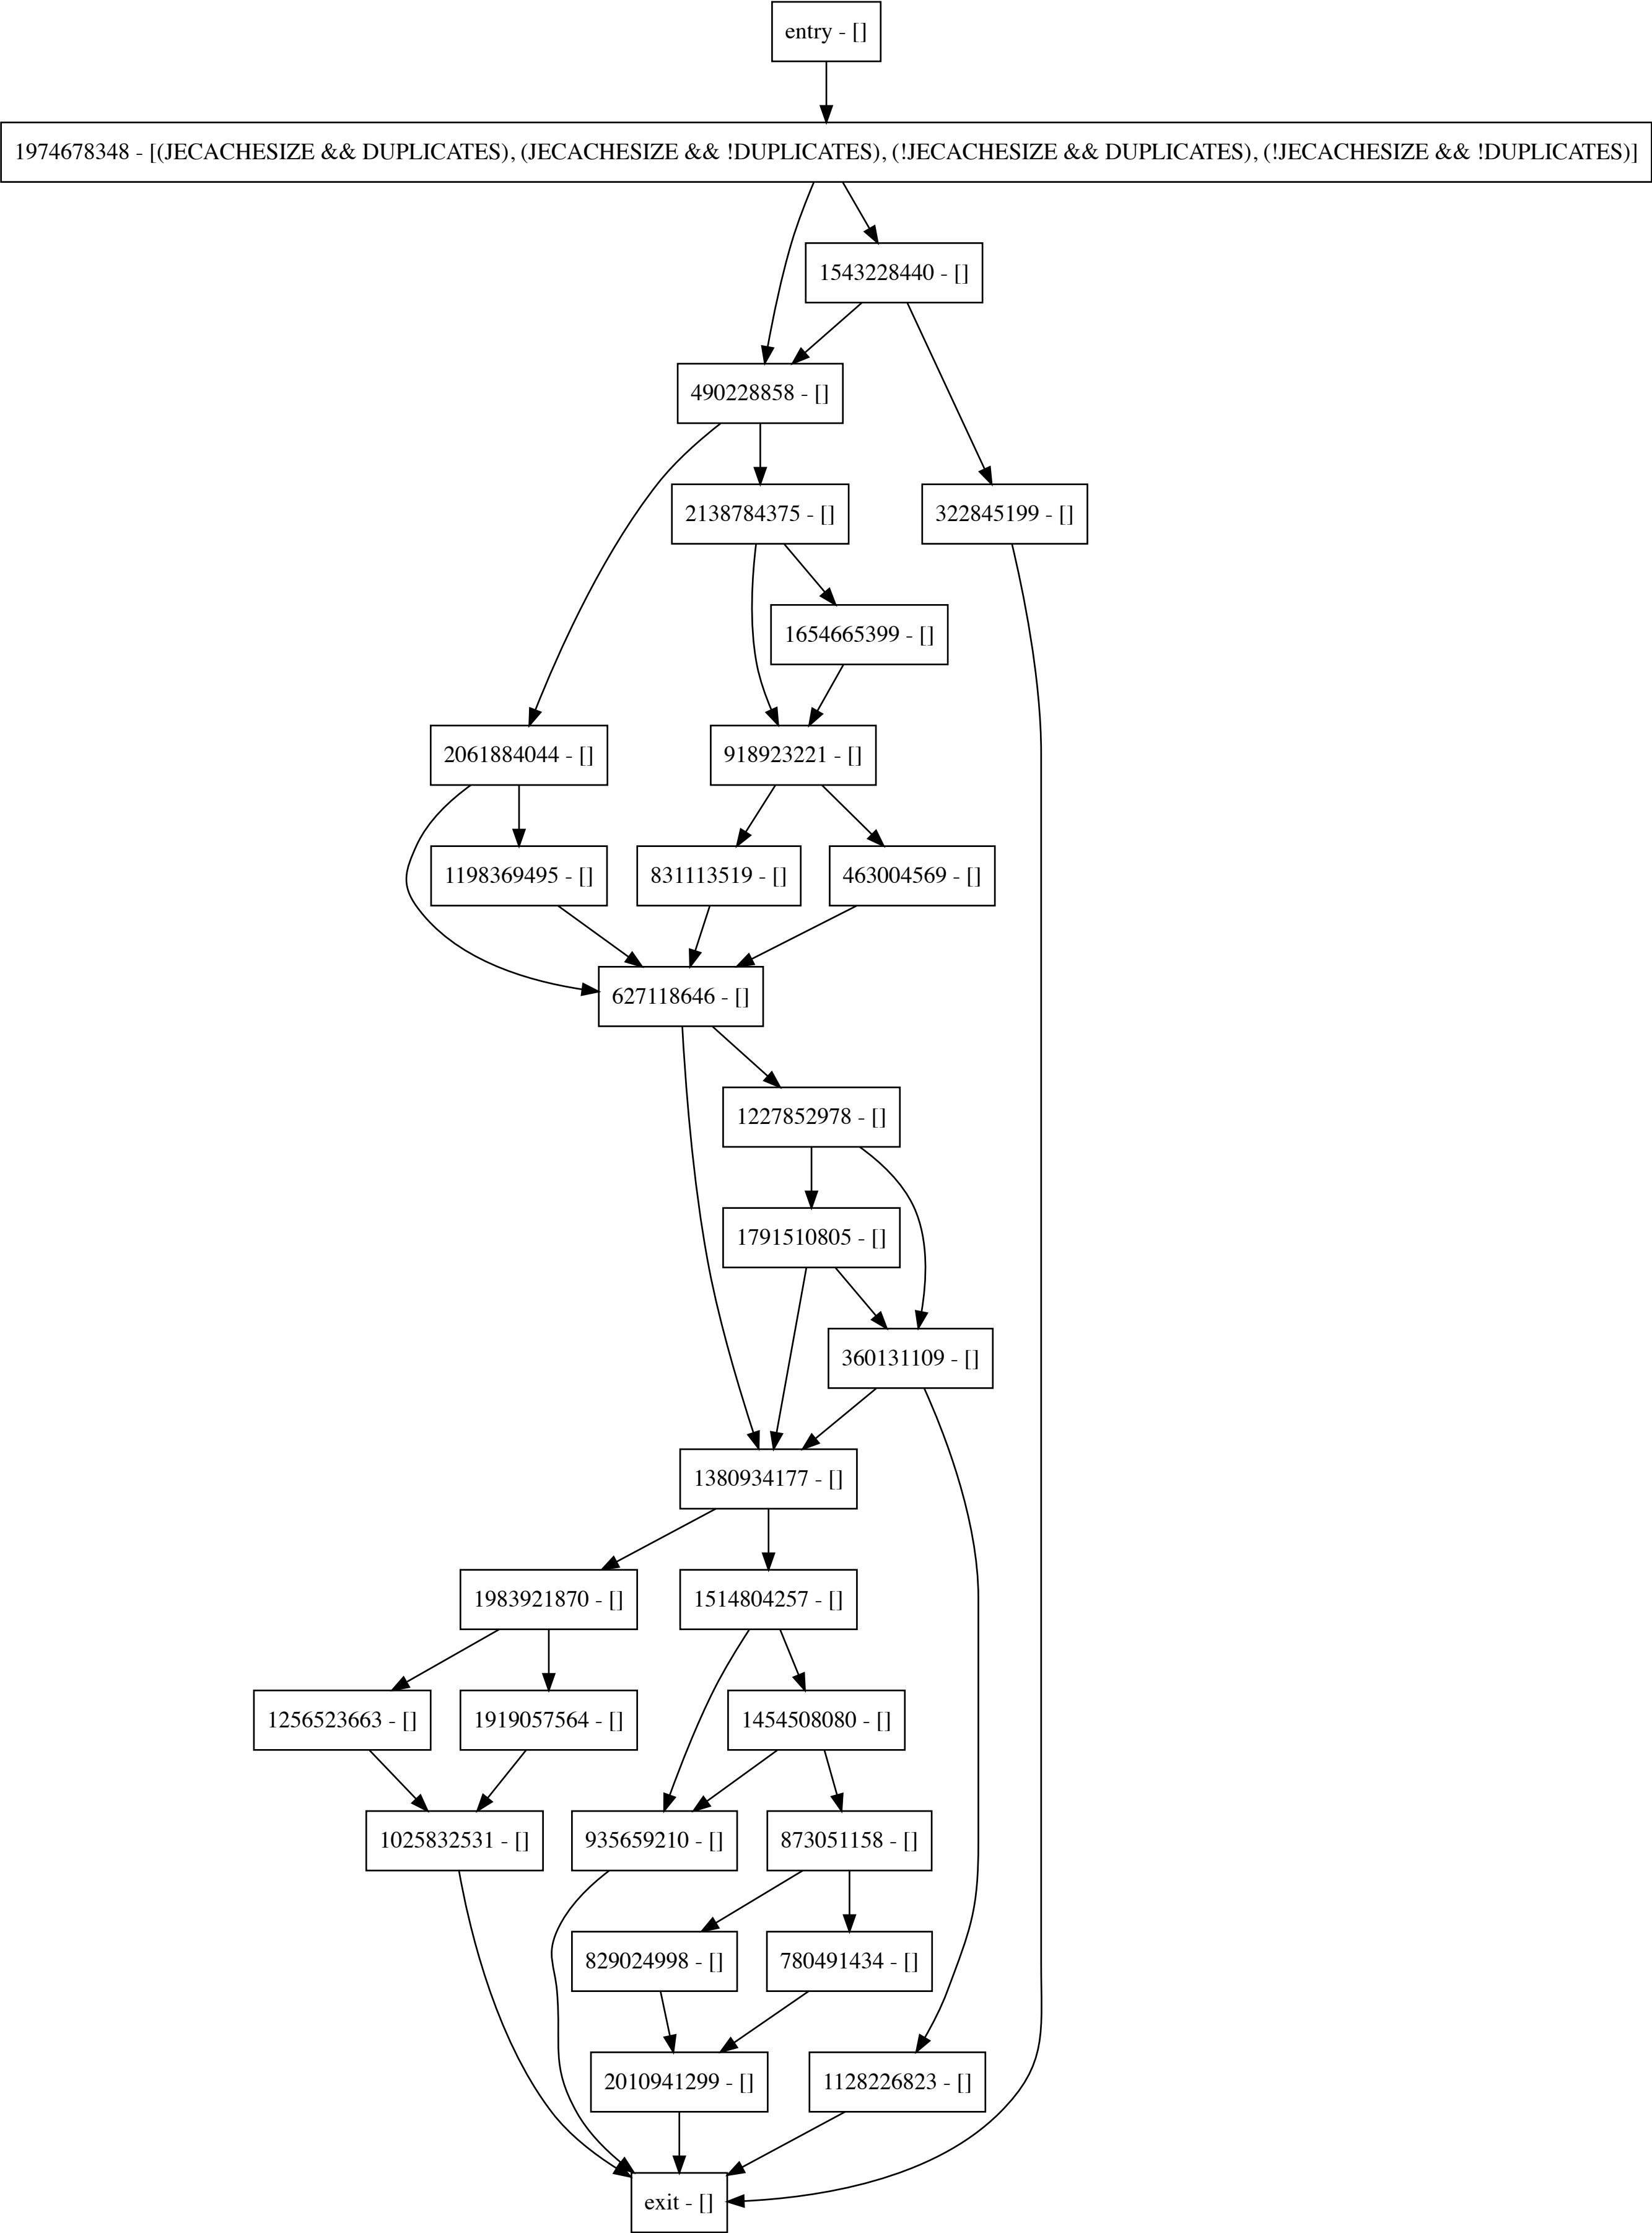 entry - []
1974678348 - [(JECACHESIZE && DUPLICATES), (JECACHESIZE && !DUPLICATES), (!JECACHESIZE && DUPLICATES), (!JECACHESIZE && !DUPLICATES)]
1543228440 - []
490228858 - []
2138784375 - []
322845199 - []
1654665399 - []
2061884044 - []
918923221 - []
1198369495 - []
831113519 - []
463004569 - []
627118646 - []
1227852978 - []
1791510805 - []
360131109 - []
1380934177 - []
1983921870 - []
1514804257 - []
1256523663 - []
1919057564 - []
1454508080 - []
1025832531 - []
935659210 - []
873051158 - []
829024998 - []
780491434 - []
2010941299 - []
1128226823 - []
exit - []